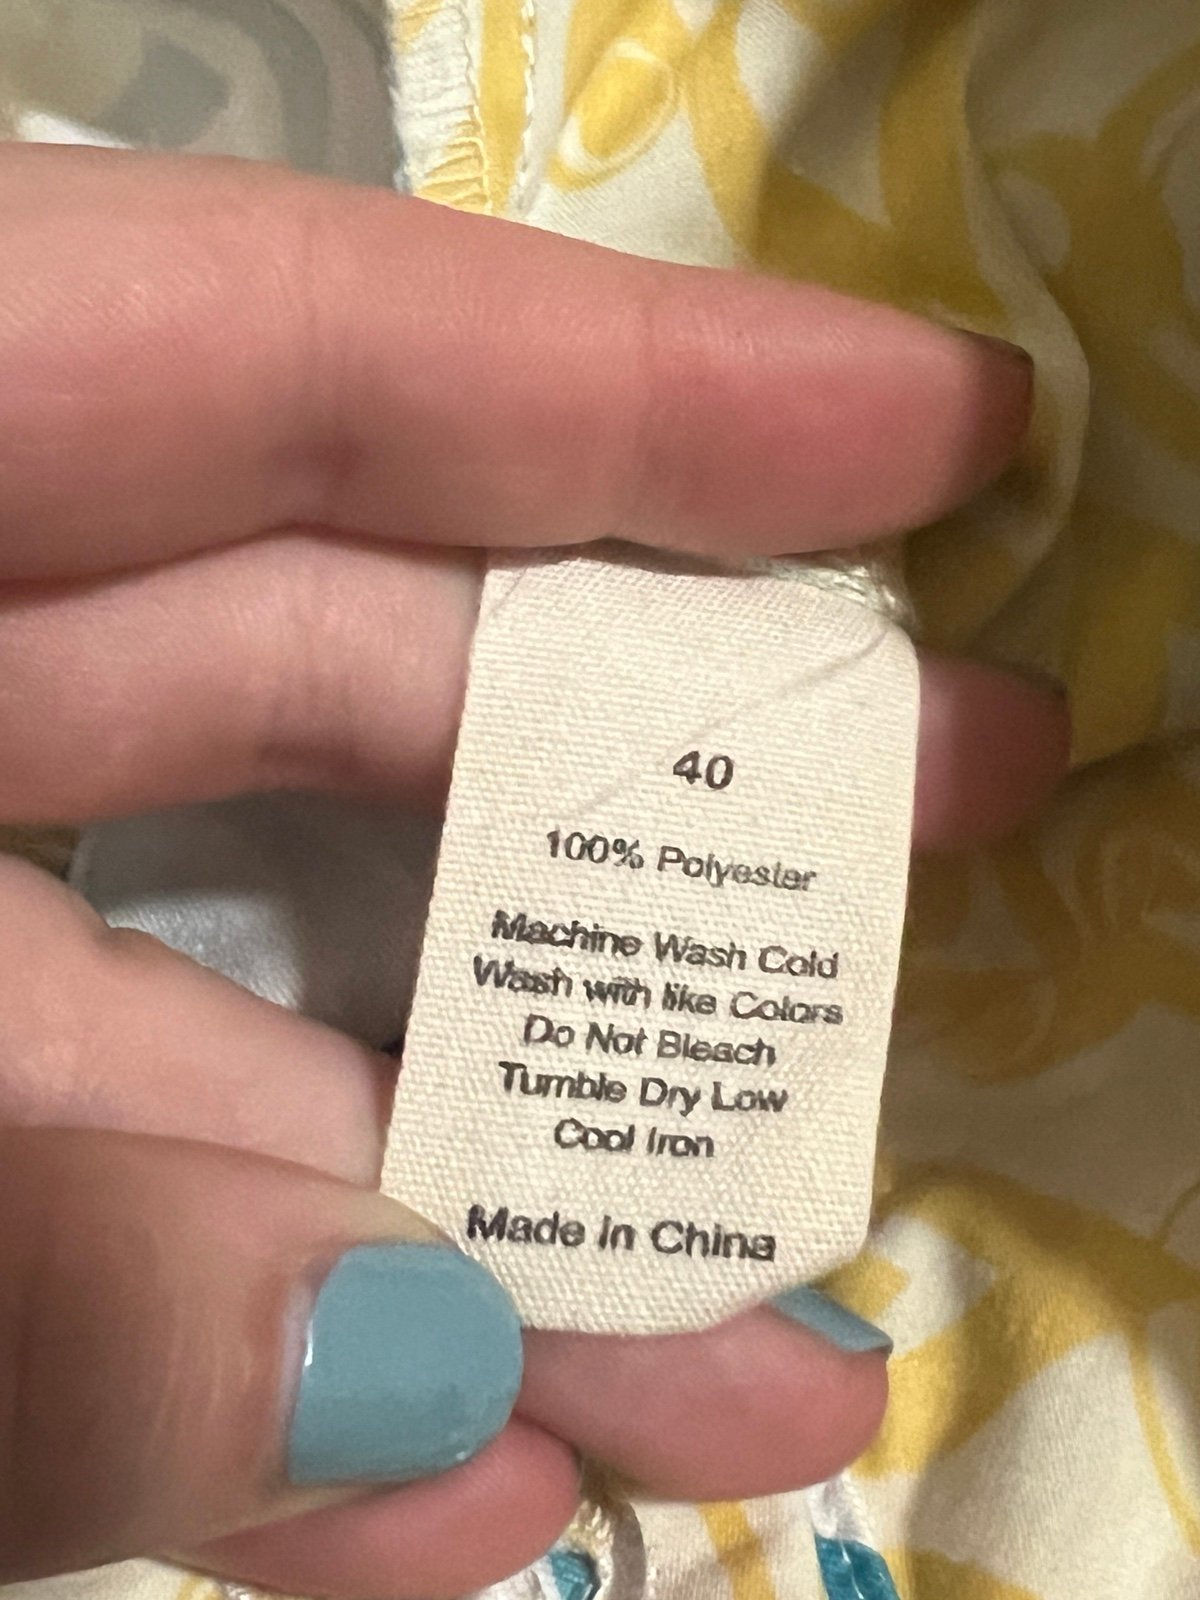 40
100% Polyester
Machine Wash Cold
Wash with like Colors
Do Not Bleach
Tumble Dry Low
Cool Iron
Made in China